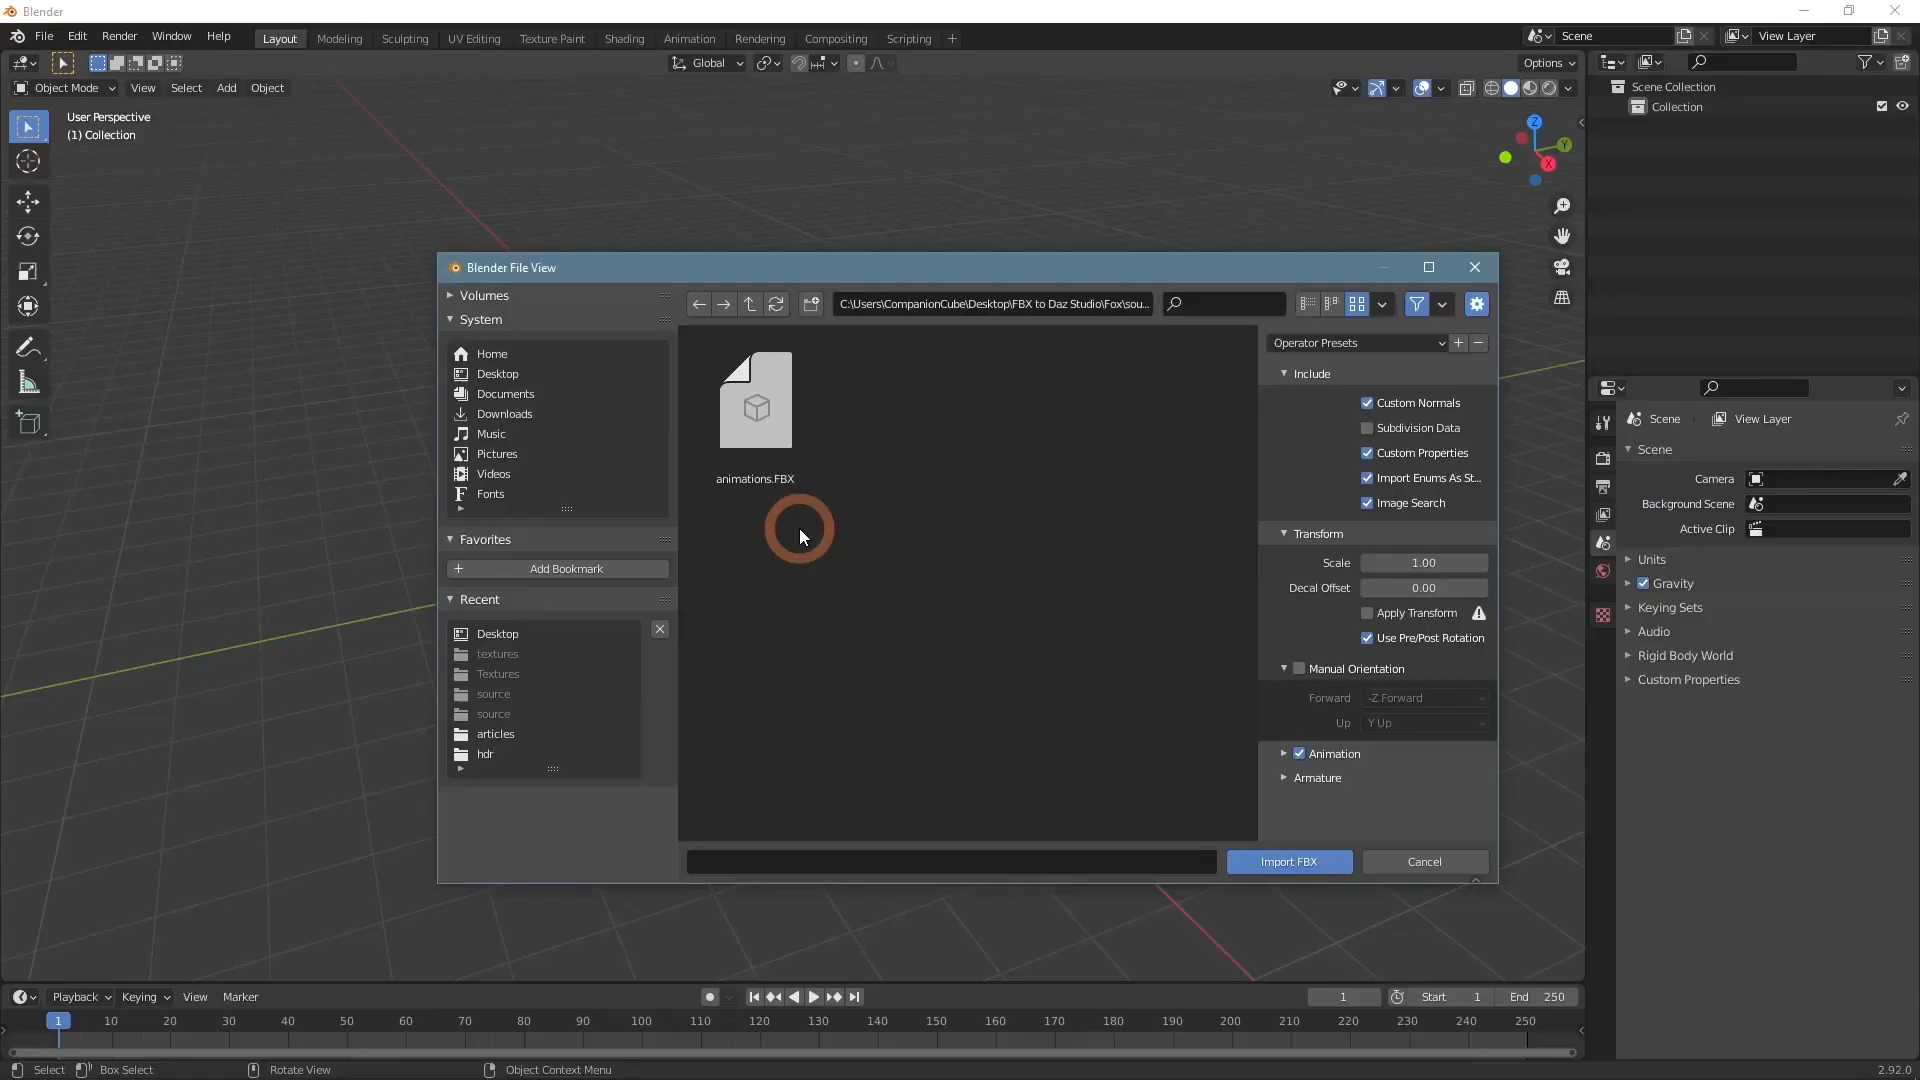 Blender
File Edit Render Window Help
Layout Modeling Sculpting UV Editing Texture Paint Shading Animation Rendering Compositing Scripting +
Scene
View Layer
Global
Options
Object Mode View Select Add Object
User Perspective
(1) Collection
Z
Y
X
Scene Collection
Collection
Blender File View
Volumes
System
Home
Desktop
Documents
Downloads
Music
Pictures
Videos
Fonts
Favorites
Add Bookmark
Recent
Desktop
textures
Textures
source
source
articles
hdr
C:\Users\CompanionCube\Desktop\FBX to Daz Studio\Fox\sou...
animations.FBX
Operator Presets
Include
Custom Normals
Subdivision Data
Custom Properties
Import Enums As St...
Image Search
Transform
Scale 1.00
Decal Offset 0.00
Apply Transform
Use Pre/Post Rotation
Manual Orientation
Forward -Z Forward
Up Y Up
Animation
Armature
Import FBX
Cancel
Scene View Layer
Scene
Camera
Background Scene
Active Clip
Units
Gravity
Keying Sets
Audio
Rigid Body World
Custom Properties
Playback Keying View Marker
1
Start 1
End 250
1 10 20 30 40 50 60 70 80 90 100 110 120 130 140 150 160 170 180 190 200 210 220 230 240 250
Select Box Select Rotate View Object Context Menu
2.92.0